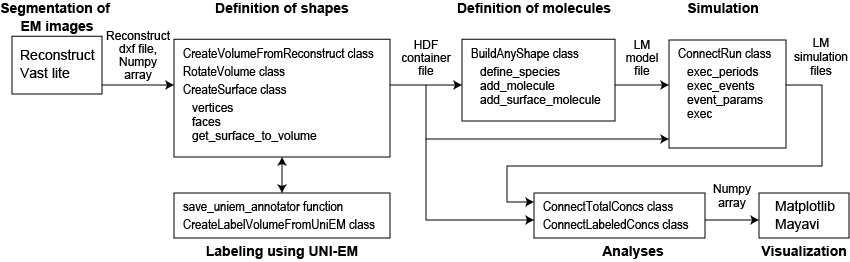 Segmentation of
EM images
Reconstruct
Vast lite
Reconstruct
dxf file,
Numpy
array
Definition of shapes
CreateVolumeFromReconstruct class
RotateVolume class
CreateSurface class
vertices
faces
get_surface_to_volume
save_uniem_annotator function
CreateLabelVolumeFromUniEM class
Labeling using UNI-EM
HDF
container
file
Definition of molecules
BuildAnyShape class
define_species
add_molecule
add_surface_molecule
LM
model
file
Simulation
ConnectRun class
exec_periods
exec_events
event_params
exec
LM
simulation
files
ConnectTotalConcs class
ConnectLabeledConcs class
Analyses
Numpy
array
Matplotlib
Mayavi
Visualization